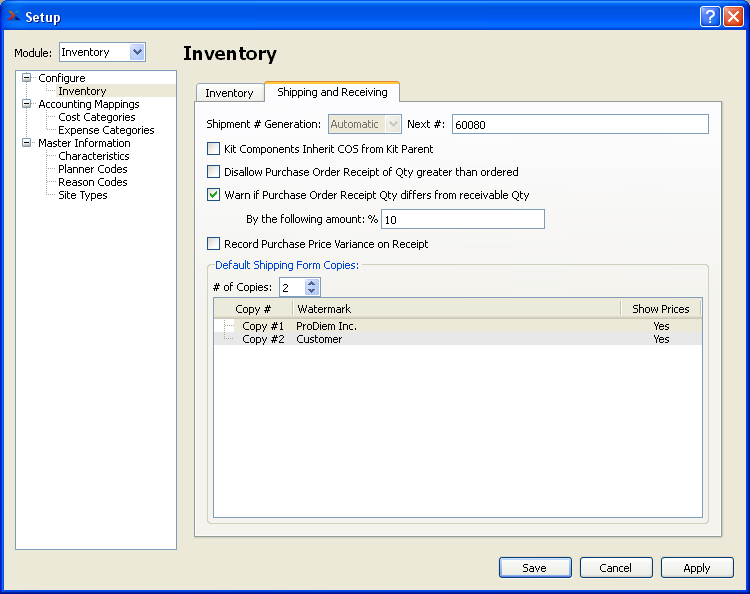 Setup
Module: Inventory
Inventory
Configure
Inventory
Accounting Mappings
Cost Categories
Expense Categories
Master Information
Characteristics
Planner Codes
Reason Codes
Site Types
Inventory Shipping and Receiving
Shipment # Generation: Automatic Next #: 60080
Kit Components Inherit COS from Kit Parent
Disallow Purchase Order Receipt of Qty greater than ordered
Warn if Purchase Order Receipt Qty differs from receivable Qty
By the following amount: % 10
Record Purchase Price Variance on Receipt
Default Shipping Form Copies:
# of Copies: 2
Copy # Watermark Show Prices
Copy #1 ProDiem Inc. Yes
Copy #2 Customer Yes
Save Cancel Apply